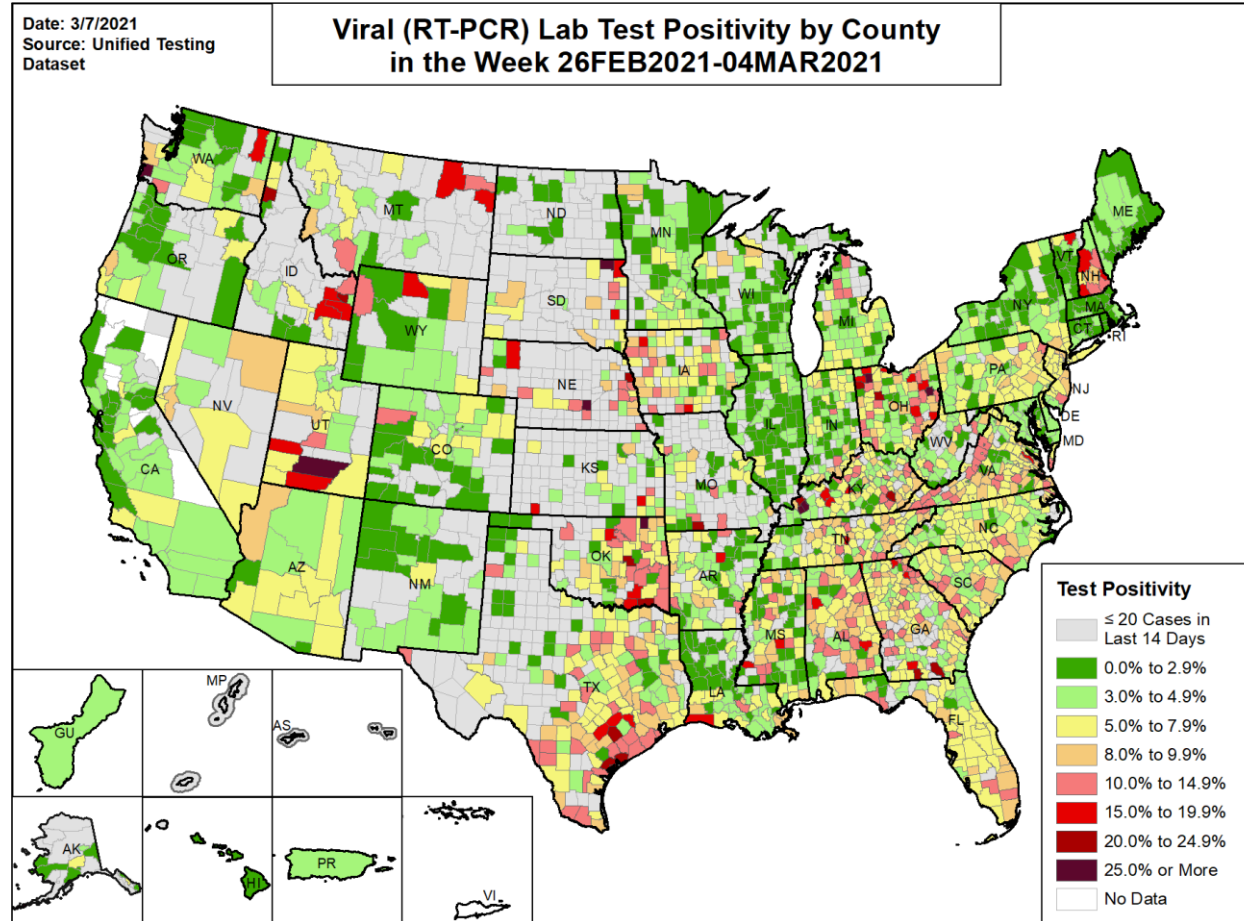 Date: 3/7/2021
Source: Unified Testing
Dataset
Viral (RT-PCR) Lab Test Positivity by County
in the Week 26FEB2021-04MAR2021
WA
MT
ND
MN
ME
OR
ID
SD
WI
MI
VT
NH
NY
MA
CT
RI
WY
NE
IA
PA
NJ
OH
IN
IL
DE
MD
NV
UT
CO
KS
MO
WV
VA
KY
CA
AZ
NM
OK
AR
TN
NC
SC
MS
AL
GA
TX
LA
FL
GU
MP
AS
AK
HI
PR
VI
Test Positivity
≤ 20 Cases in
Last 14 Days
0.0% to 2.9%
3.0% to 4.9%
5.0% to 7.9%
8.0% to 9.9%
10.0% to 14.9%
15.0% to 19.9%
20.0% to 24.9%
25.0% or More
No Data